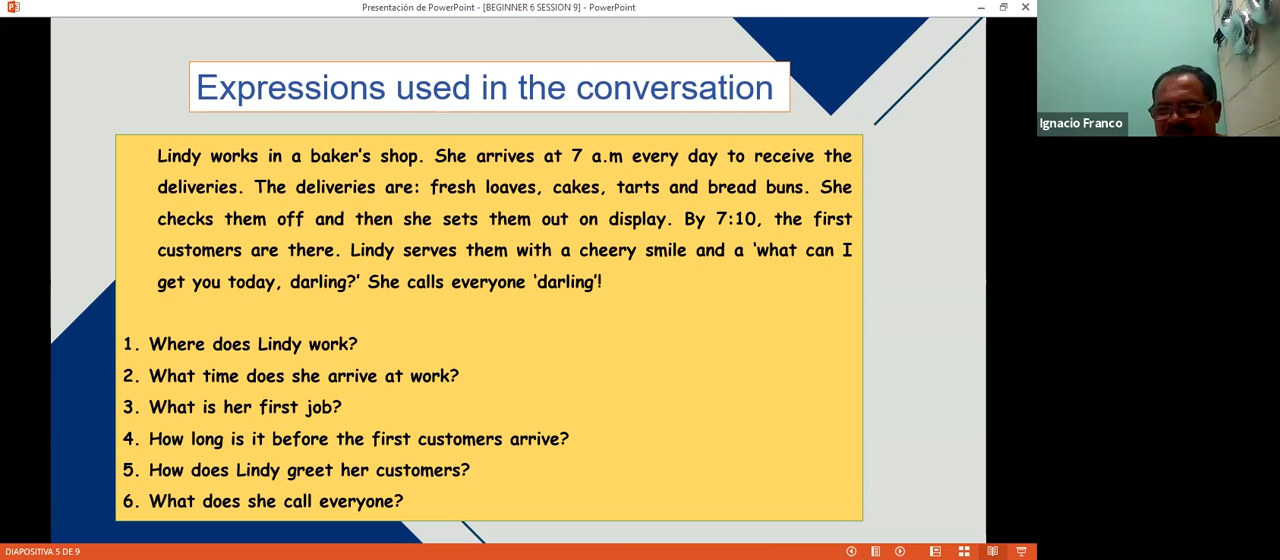 Presentación de PowerPoint - [BEGINNER 6 SESSION 9] - PowerPoint
Expressions used in the conversation
Lindy works in a baker's shop. She arrives at 7 a.m every day to receive the
deliveries. The deliveries are: fresh loaves, cakes, tarts and bread buns. She
checks them off and then she sets them out on display. By 7:10, the first
customers are there. Lindy serves them with a cheery smile and a 'what can I
get you today, darling?' She calls everyone 'darling'!
1. Where does Lindy work?
2. What time does she arrive at work?
3. What is her first job?
4. How long is it before the first customers arrive?
5. How does Lindy greet her customers?
6. What does she call everyone?
Ignacio Franco
DIAPOSITIVA 5 DE 9